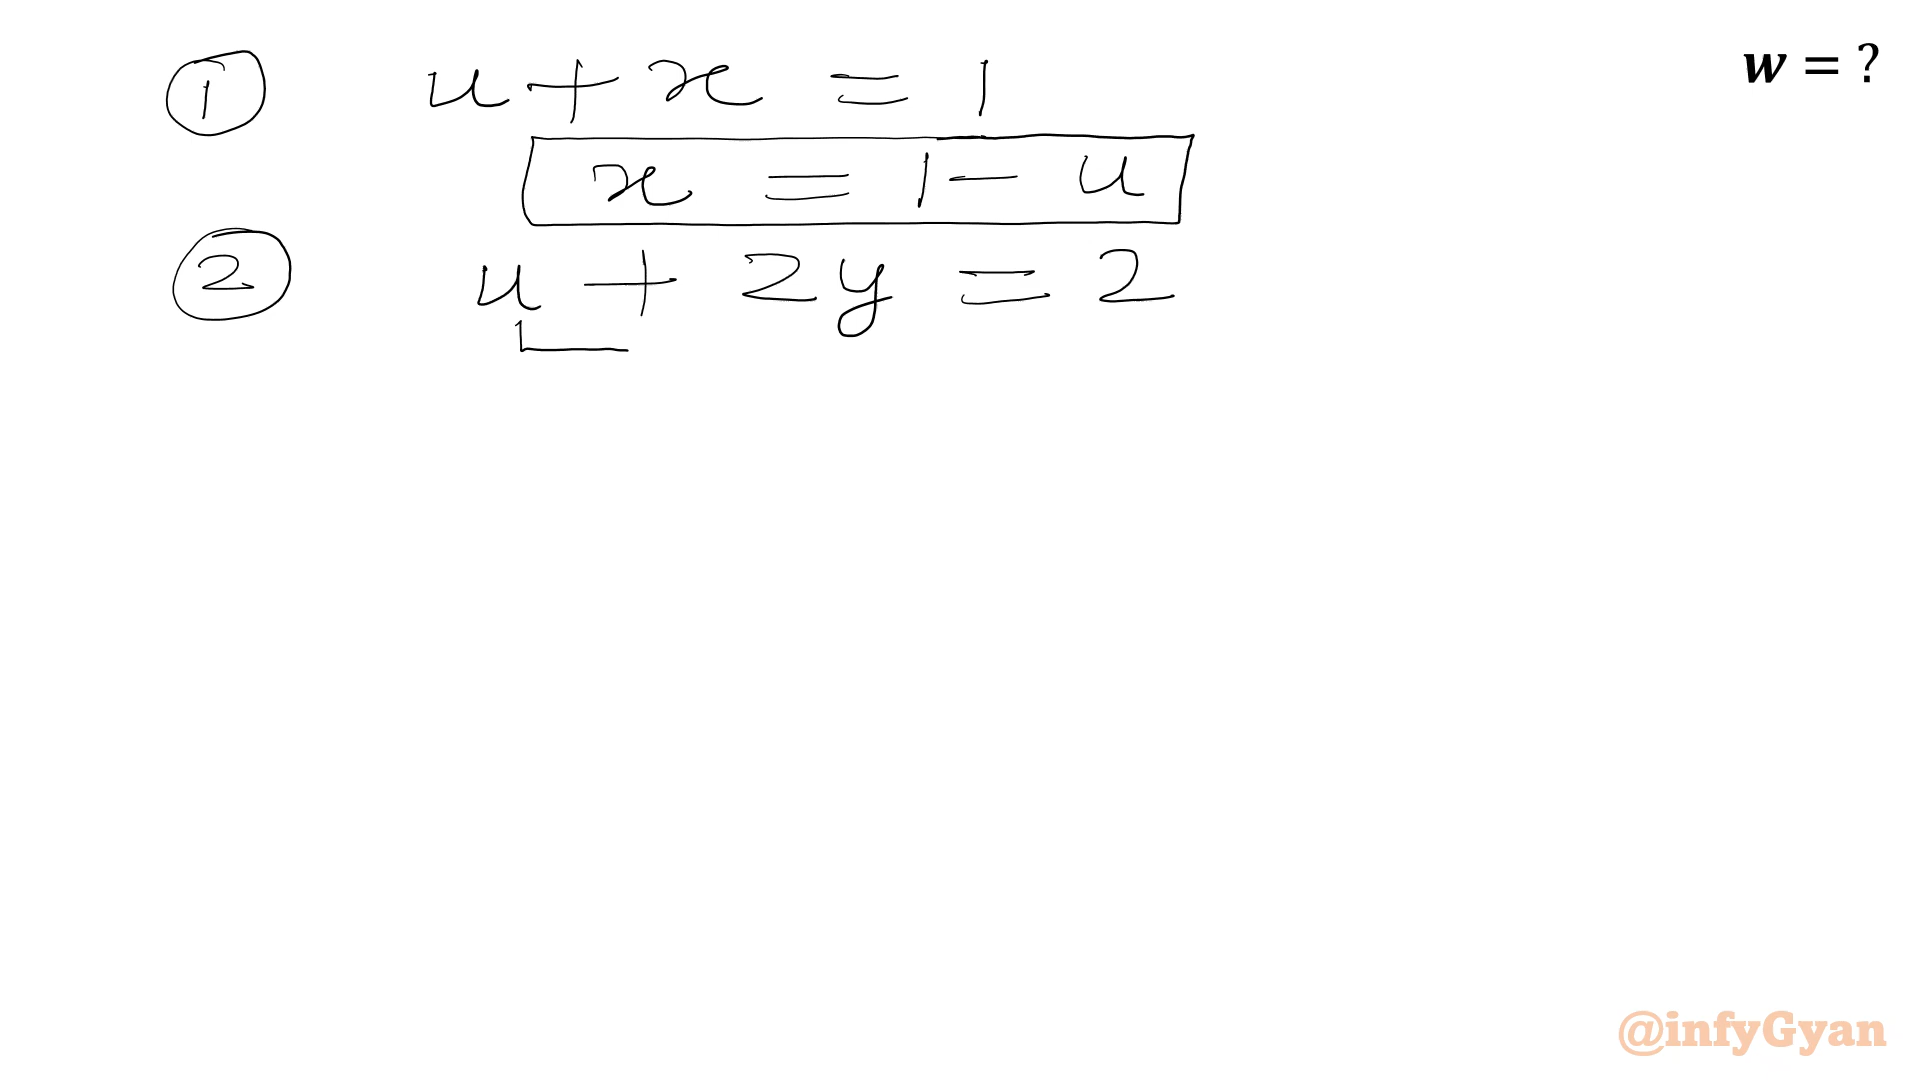 w = ?
① u + x = 1
x = 1 - u
② u + 2y = 2
@infyGyan